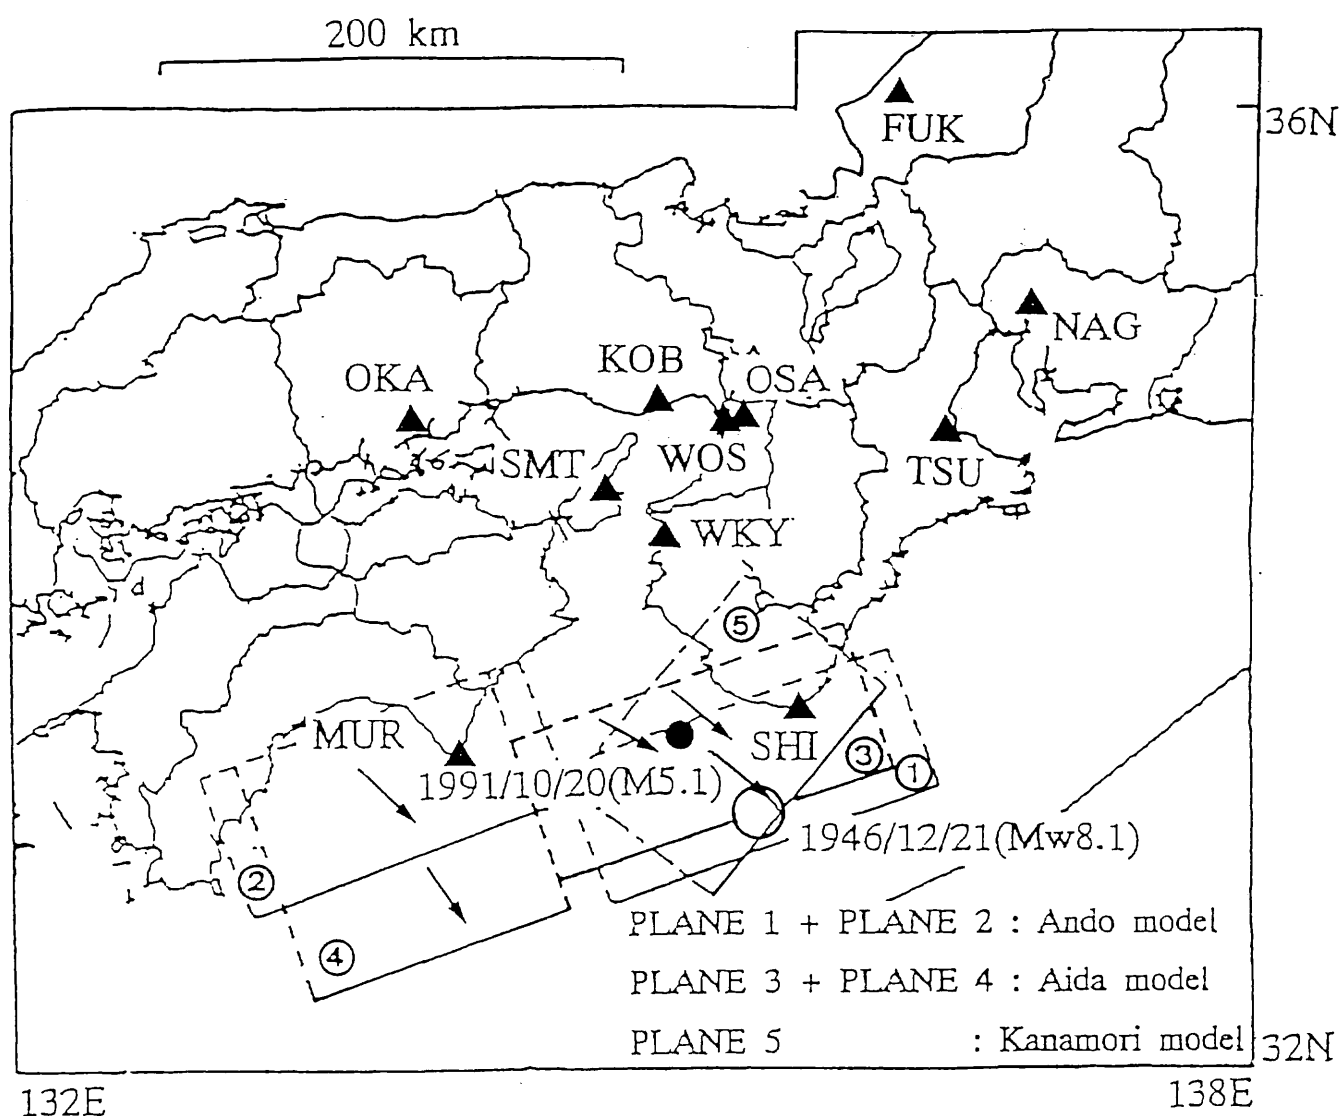 200 km
36N
FUK
NAG
KOB
OSA
OKA
SMT
WOS
TSU
WKY
5
MUR
SHI
3
1
1991/10/20(M5.1)
1946/12/21(Mw8.1)
2
4
PLANE 1 + PLANE 2 : Ando model
PLANE 3 + PLANE 4 : Aida model
PLANE 5 : Kanamori model
32N
132E
138E